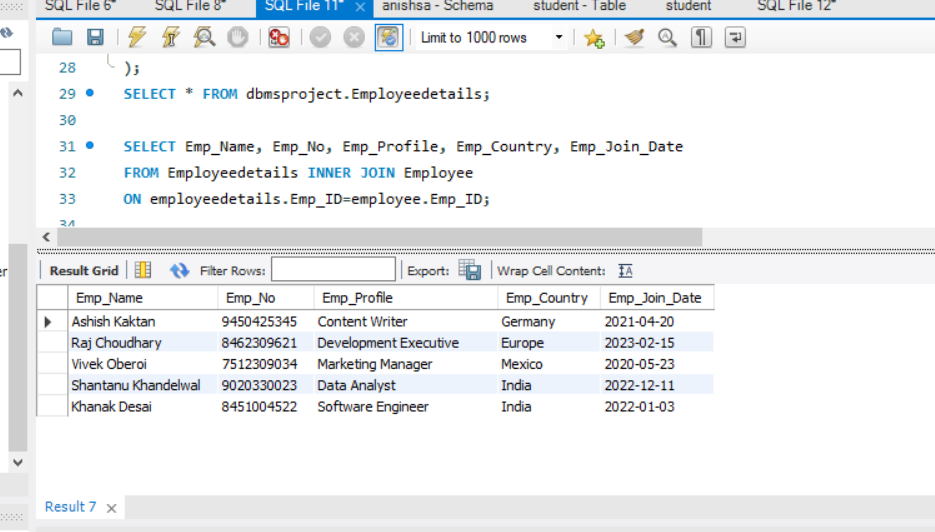 SQL File 6* SQL File 8* SQL File 11* × anishsa - Schema student - Table student SQL File 12*
Limit to 1000 rows
28 );
29 SELECT * FROM dbmsproject.Employeedetails;
30
31 SELECT Emp_Name, Emp_No, Emp_Profile, Emp_Country, Emp_Join_Date
32 FROM Employeedetails INNER JOIN Employee
33 ON employeedetails.Emp_ID=employee.Emp_ID;
34
er
Result Grid Filter Rows: Export: Wrap Cell Content: IA
Emp_Name Emp_No Emp_Profile Emp_Country Emp_Join_Date
Ashish Kaktan 9450425345 Content Writer Germany 2021-04-20
Raj Choudhary 8462309621 Development Executive Europe 2023-02-15
Vivek Oberoi 7512309034 Marketing Manager Mexico 2020-05-23
Shantanu Khandelwal 9020330023 Data Analyst India 2022-12-11
Khanak Desai 8451004522 Software Engineer India 2022-01-03
Result 7 ×